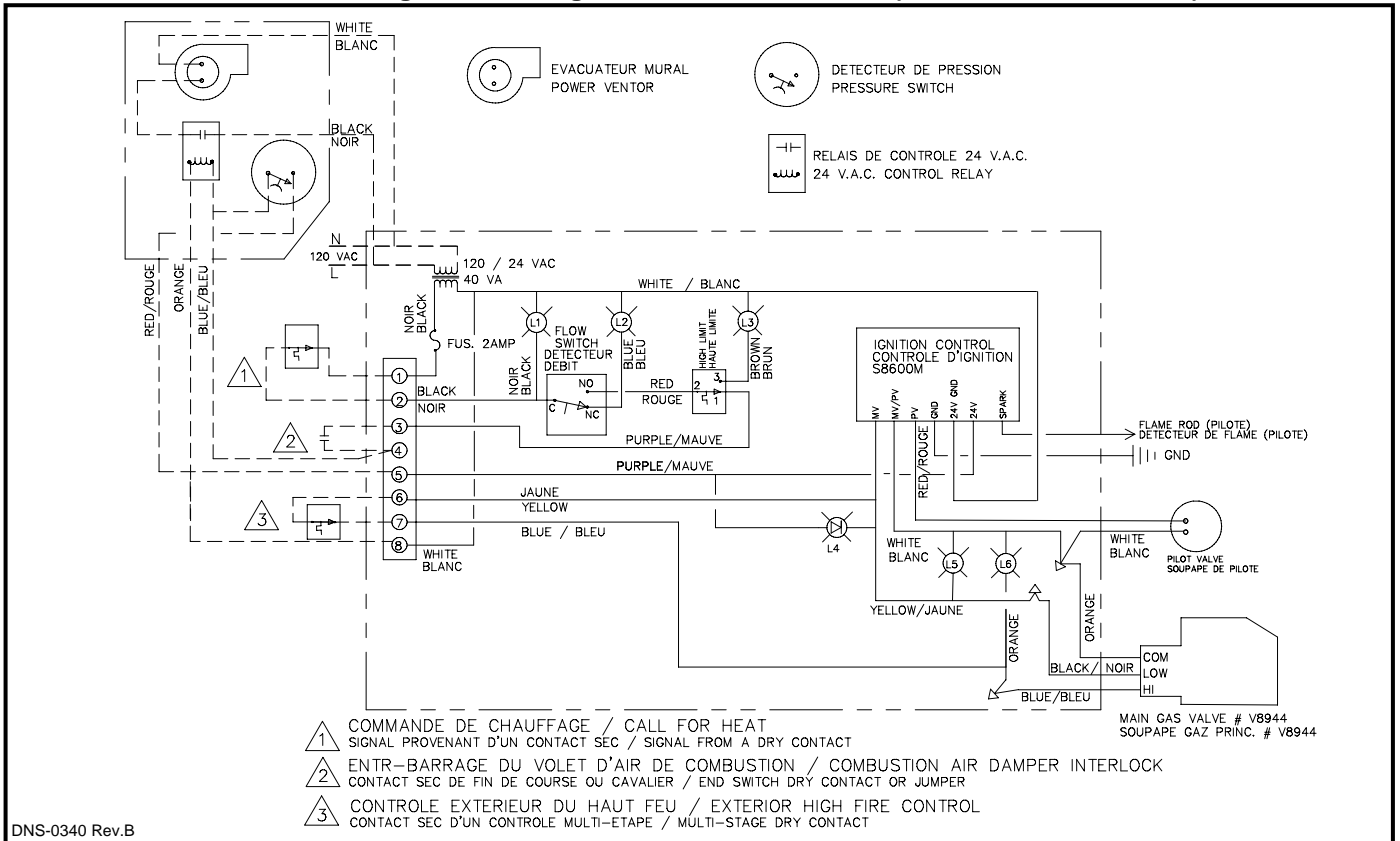 WHITE
BLANC
EVACUATEUR MURAL
POWER VENTOR
DETECTEUR DE PRESSION
PRESSURE SWITCH
BLACK
NOIR
RELAIS DE CONTROLE 24 V.A.C.
24 V.A.C. CONTROL RELAY
N
120 VAC
L
120 / 24 VAC
40 VA
WHITE / BLANC
RED/ROUGE
ORANGE
BLUE/BLEU
NOIR
BLACK
FUS. 2AMP
L1
L2
L3
FLOW
SWITCH
DETECTEUR
DEBIT
NOIR
BLACK
BLUE
BLEU
HIGH LIMIT
HAUTE LIMITE
BROWN
BRUN
IGNITION CONTROL
CONTROLE D'IGNITION
S8600M
MV
MV/PV
PV
GND
24V GND
24V
SPARK
1
1
2
BLACK
NOIR
NO
C
NC
RED
ROUGE
2
3
1
2
3
4
PURPLE/MAUVE
FLAME ROD (PILOTE)
DETECTEUR DE FLAME (PILOTE)
GND
RED/ROUGE
5
PURPLE/MAUVE
6
JAUNE
YELLOW
3
7
BLUE / BLEU
8
WHITE
BLANC
L4
WHITE
BLANC
L5
L6
WHITE
BLANC
PILOT VALVE
SOUPAPE DE PILOTE
YELLOW/JAUNE
ORANGE
ORANGE
COM
LOW
HI
BLACK/ NOIR
BLUE/BLEU
MAIN GAS VALVE # V8944
SOUPAPE GAZ PRINC. # V8944
1 COMMANDE DE CHAUFFAGE / CALL FOR HEAT
SIGNAL PROVENANT D'UN CONTACT SEC / SIGNAL FROM A DRY CONTACT
2 ENTR-BARRAGE DU VOLET D'AIR DE COMBUSTION / COMBUSTION AIR DAMPER INTERLOCK
CONTACT SEC DE FIN DE COURSE OU CAVALIER / END SWITCH DRY CONTACT OR JUMPER
3 CONTROLE EXTERIEUR DU HAUT FEU / EXTERIOR HIGH FIRE CONTROL
CONTACT SEC D'UN CONTROLE MULTI-ETAPE / MULTI-STAGE DRY CONTACT
DNS-0340 Rev.B